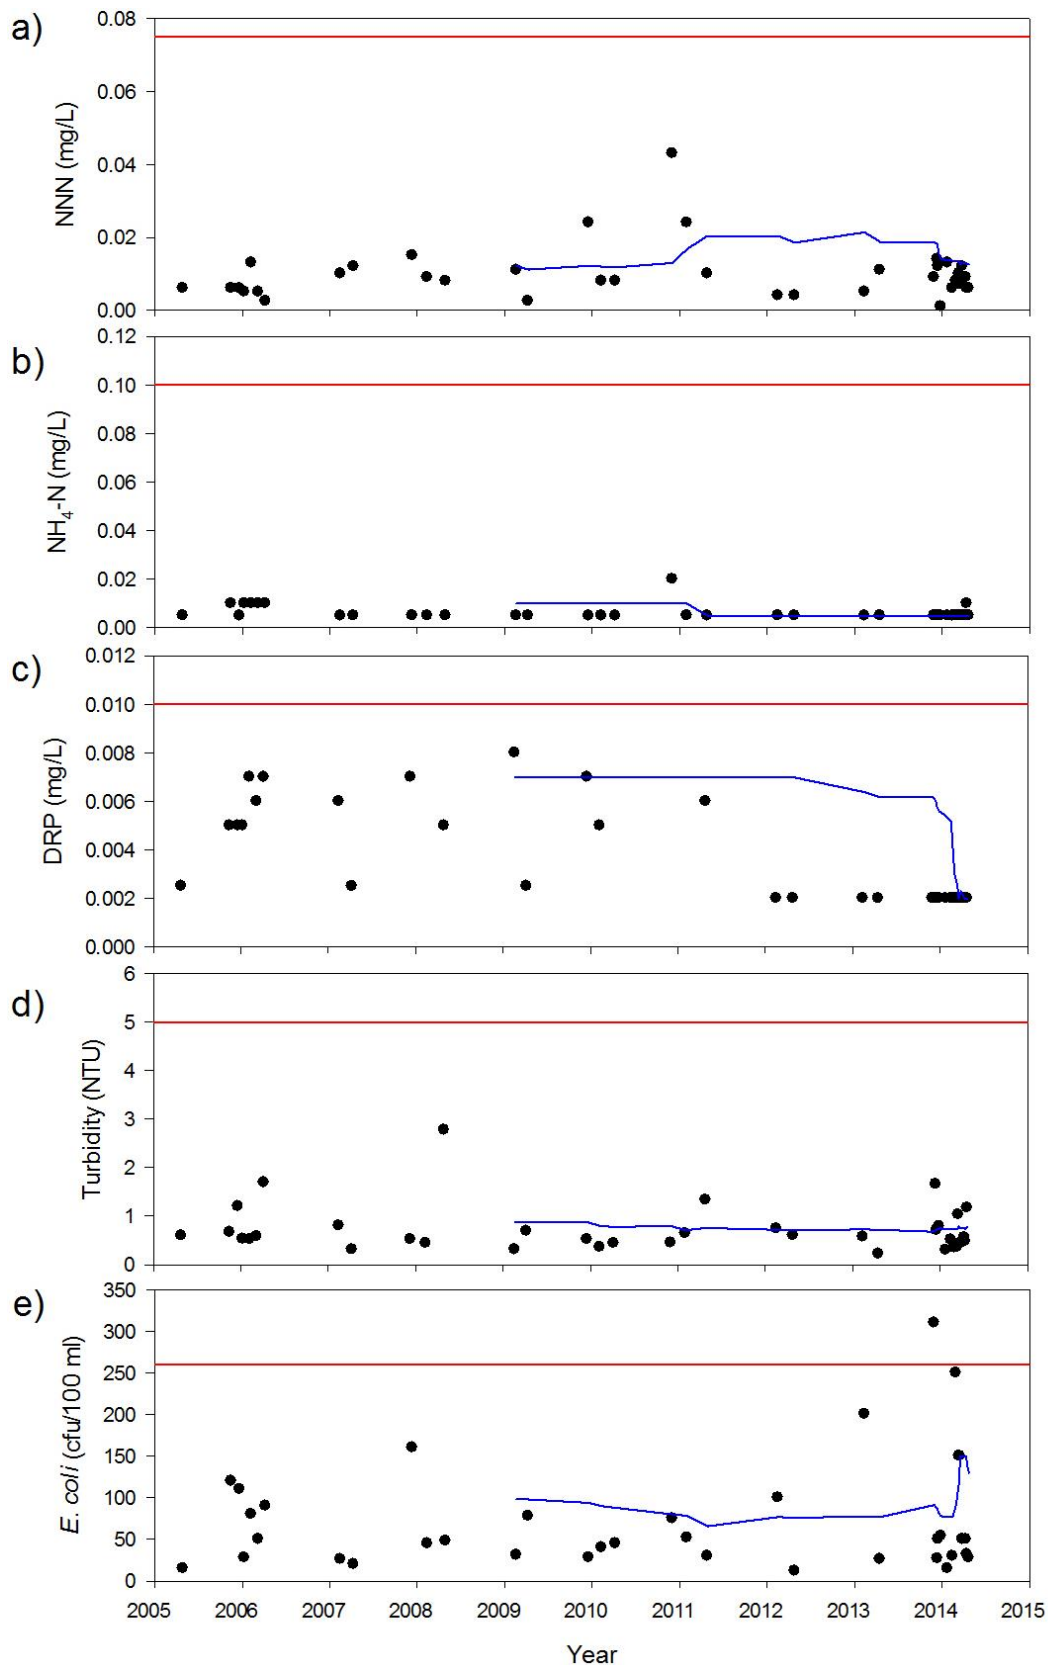 a)
NNN (mg/L)
0.08
0.06
0.04
0.02
0.00
b)
NH₄-N (mg/L)
0.12
0.10
0.08
0.06
0.04
0.02
0.00
c)
DRP (mg/L)
0.012
0.010
0.008
0.006
0.004
0.002
0.000
d)
Turbidity (NTU)
6
5
4
3
2
1
0
e)
E. coli (cfu/100 ml)
350
300
250
200
150
100
50
0
2005 2006 2007 2008 2009 2010 2011 2012 2013 2014 2015
Year